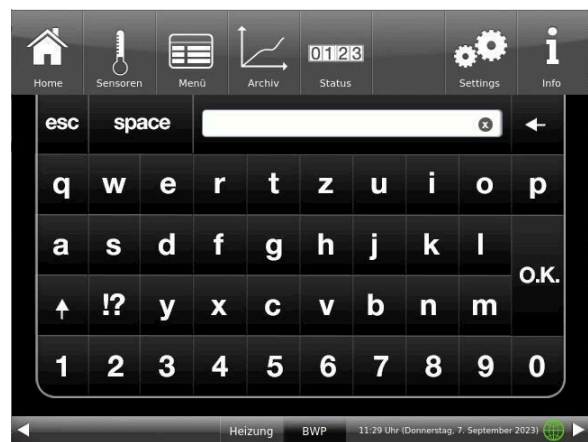 0123
Home Sensoren Menü Archiv Status Settings Info
esc space
q w e r t z u i o p
a s d f g h j k l
O.K.
!? y x c v b n m
1 2 3 4 5 6 7 8 9 0
Heizung BWP 11:29 Uhr (Donnerstag, 7. September 2023)